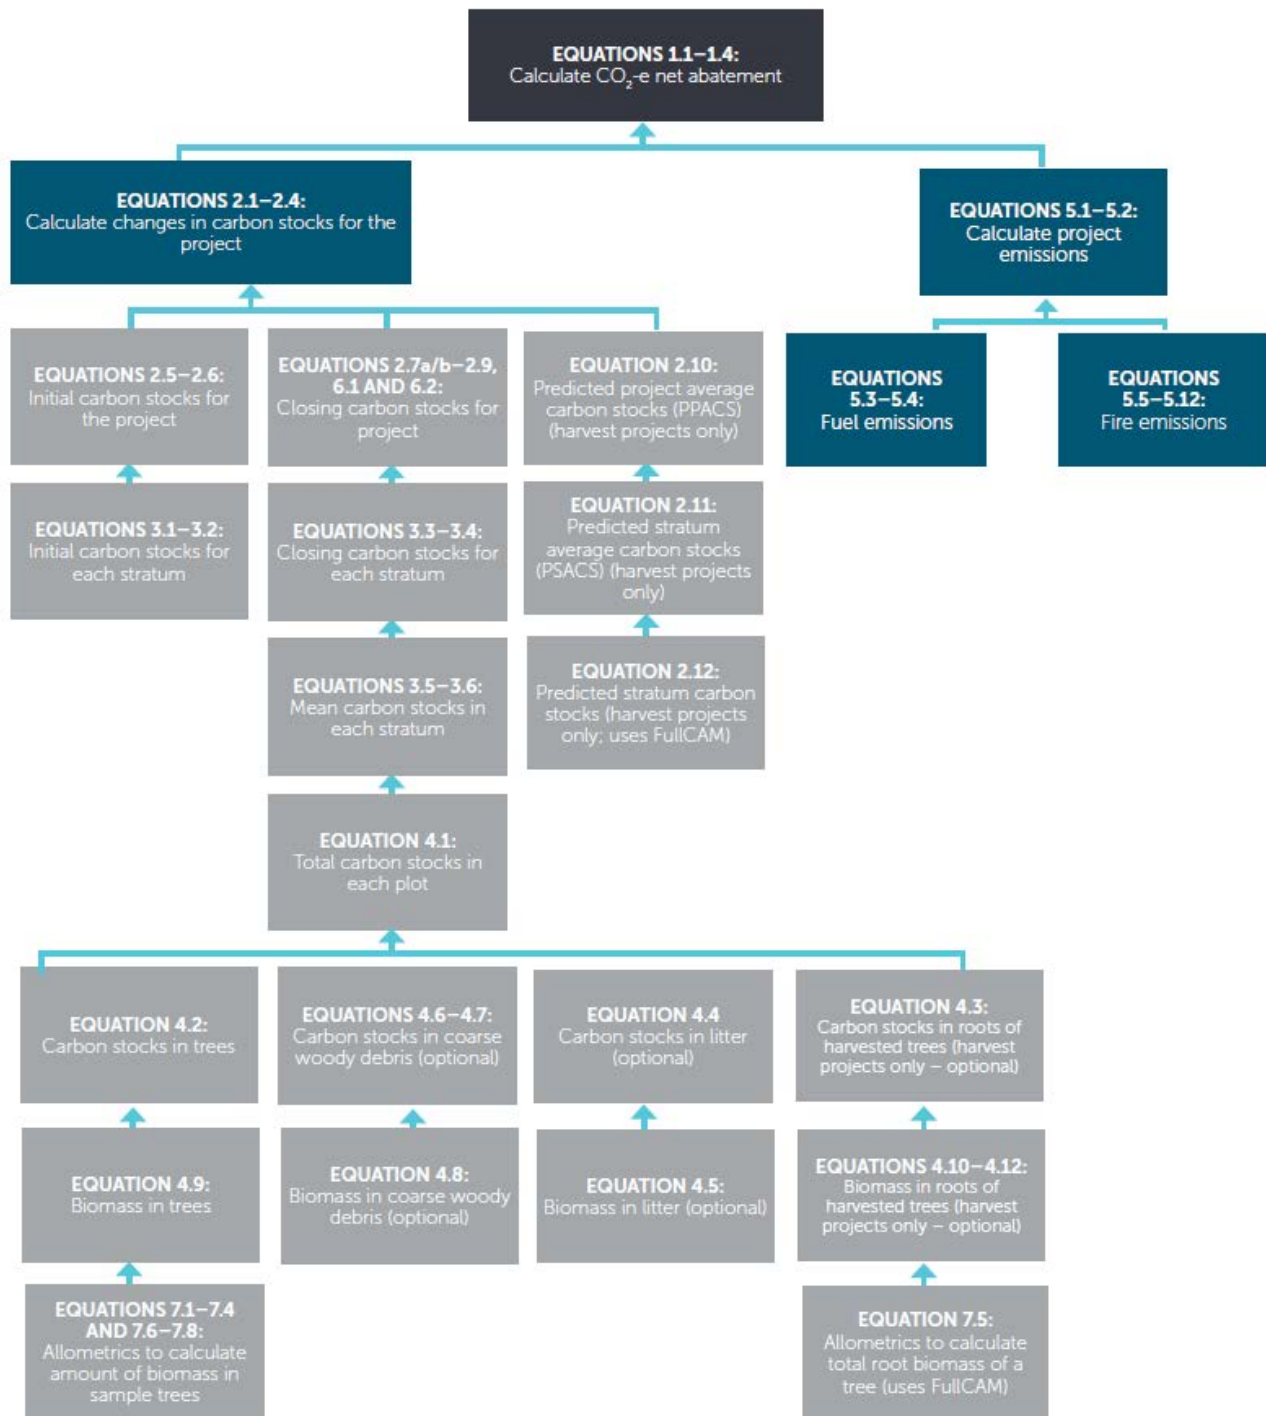 EQUATIONS 1.1–1.4:
Calculate CO₂-e net abatement
EQUATIONS 2.1–2.4:
Calculate changes in carbon stocks for the
project
EQUATIONS 5.1–5.2:
Calculate project
emissions
EQUATIONS 2.5–2.6:
Initial carbon stocks for
the project
EQUATIONS 2.7a/b–2.9,
6.1 AND 6.2:
Closing carbon stocks for
project
EQUATION 2.10:
Predicted project average
carbon stocks (PPACS)
(harvest projects only)
EQUATIONS
5.3–5.4:
Fuel emissions
EQUATIONS
5.5–5.12:
Fire emissions
EQUATIONS 3.1–3.2:
Initial carbon stocks for
each stratum
EQUATIONS 3.3–3.4:
Closing carbon stocks for
each stratum
EQUATION 2.11:
Predicted stratum
average carbon stocks
(PSACS) (harvest projects
only)
EQUATIONS 3.5–3.6:
Mean carbon stocks in
each stratum
EQUATION 2.12:
Predicted stratum carbon
stocks (harvest projects
only; uses FullCAM)
EQUATION 4.1:
Total carbon stocks in
each plot
EQUATION 4.2:
Carbon stocks in trees
EQUATIONS 4.6–4.7:
Carbon stocks in coarse
woody debris (optional)
EQUATION 4.4
Carbon stocks in litter
(optional)
EQUATION 4.3:
Carbon stocks in roots of
harvested trees (harvest
projects only – optional)
EQUATION 4.9:
Biomass in trees
EQUATION 4.8:
Biomass in coarse woody
debris (optional)
EQUATION 4.5:
Biomass in litter (optional)
EQUATIONS 4.10–4.12:
Biomass in roots of
harvested trees (harvest
projects only – optional)
EQUATIONS 7.1–7.4
AND 7.6–7.8:
Allometrics to calculate
amount of biomass in
sample trees
EQUATION 7.5:
Allometrics to calculate
total root biomass of a
tree (uses FullCAM)